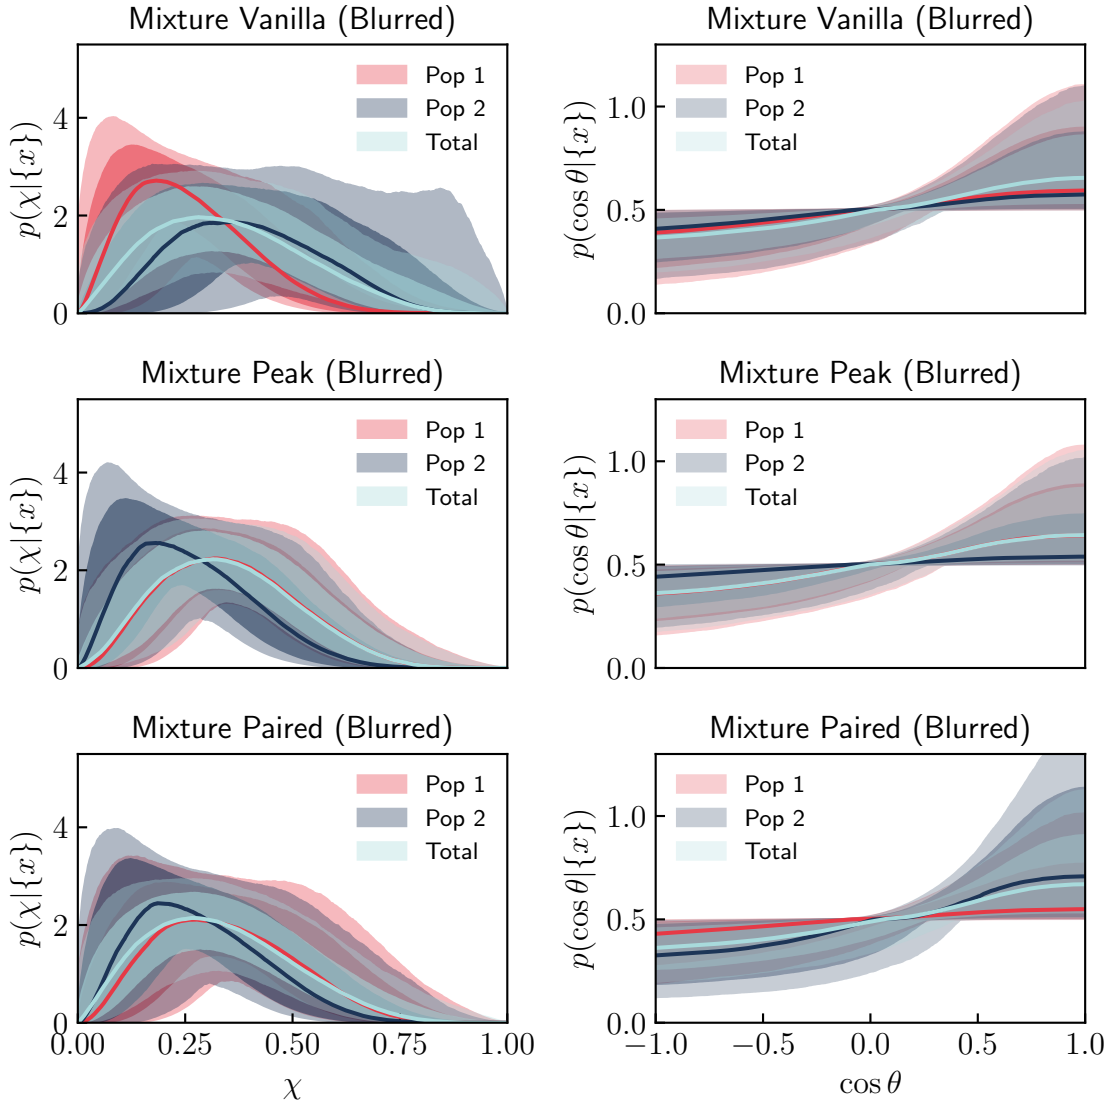 Mixture Vanilla (Blurred)
p(χ|{x})
4
2
0
Pop 1
Pop 2
Total
Mixture Vanilla (Blurred)
p(cos θ|{x})
1.0
0.5
0.0
Pop 1
Pop 2
Total
Mixture Peak (Blurred)
p(χ|{x})
4
2
0
Pop 1
Pop 2
Total
Mixture Peak (Blurred)
p(cos θ|{x})
1.0
0.5
0.0
Pop 1
Pop 2
Total
Mixture Paired (Blurred)
p(χ|{x})
4
2
0
Pop 1
Pop 2
Total
0.00 0.25 0.50 0.75 1.00
χ
Mixture Paired (Blurred)
p(cos θ|{x})
1.0
0.5
0.0
Pop 1
Pop 2
Total
−1.0 −0.5 0.0 0.5 1.0
cos θ